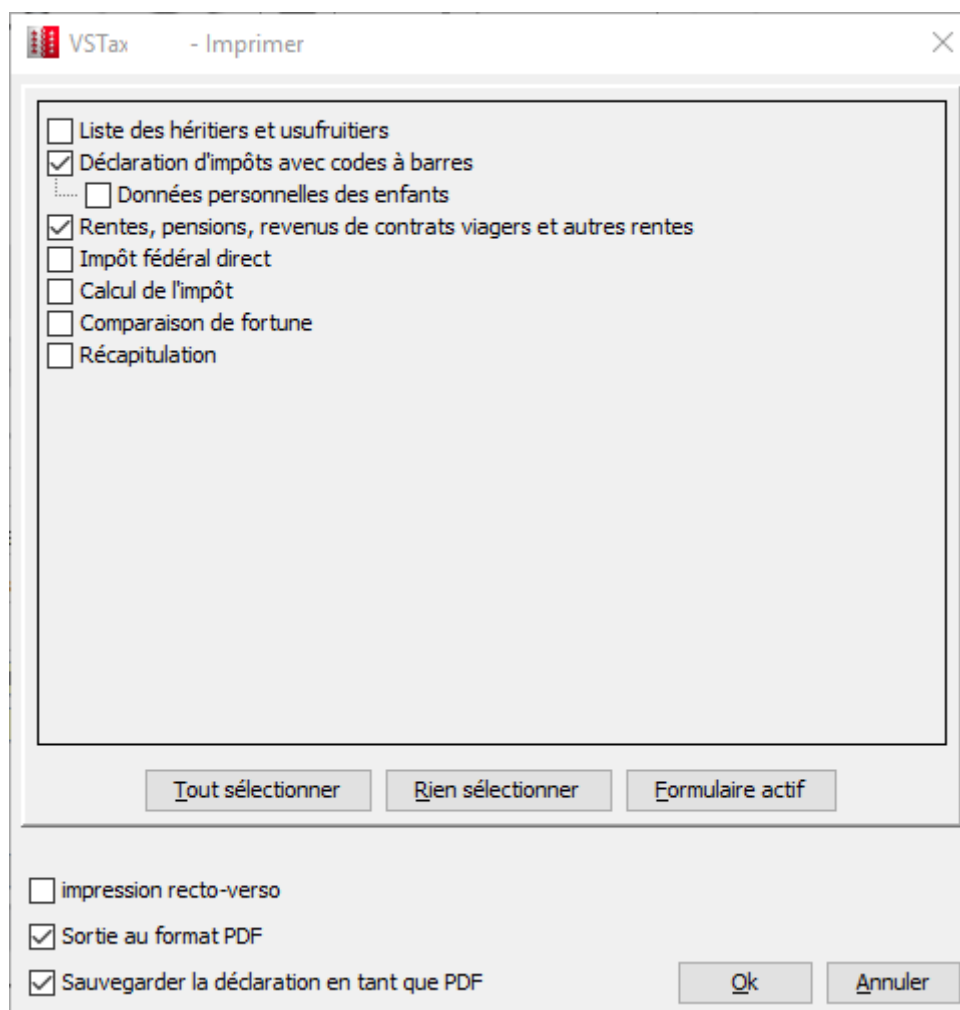 VSTax - Imprimer
Liste des héritiers et usufruitiers
Déclaration d'impôts avec codes à barres
Données personnelles des enfants
Rentes, pensions, revenus de contrats viagers et autres rentes
Impôt fédéral direct
Calcul de l'impôt
Comparaison de fortune
Récapitulation
Tout sélectionner Rien sélectionner Formulaire actif
impression recto-verso
Sortie au format PDF
Sauvegarder la déclaration en tant que PDF Ok Annuler